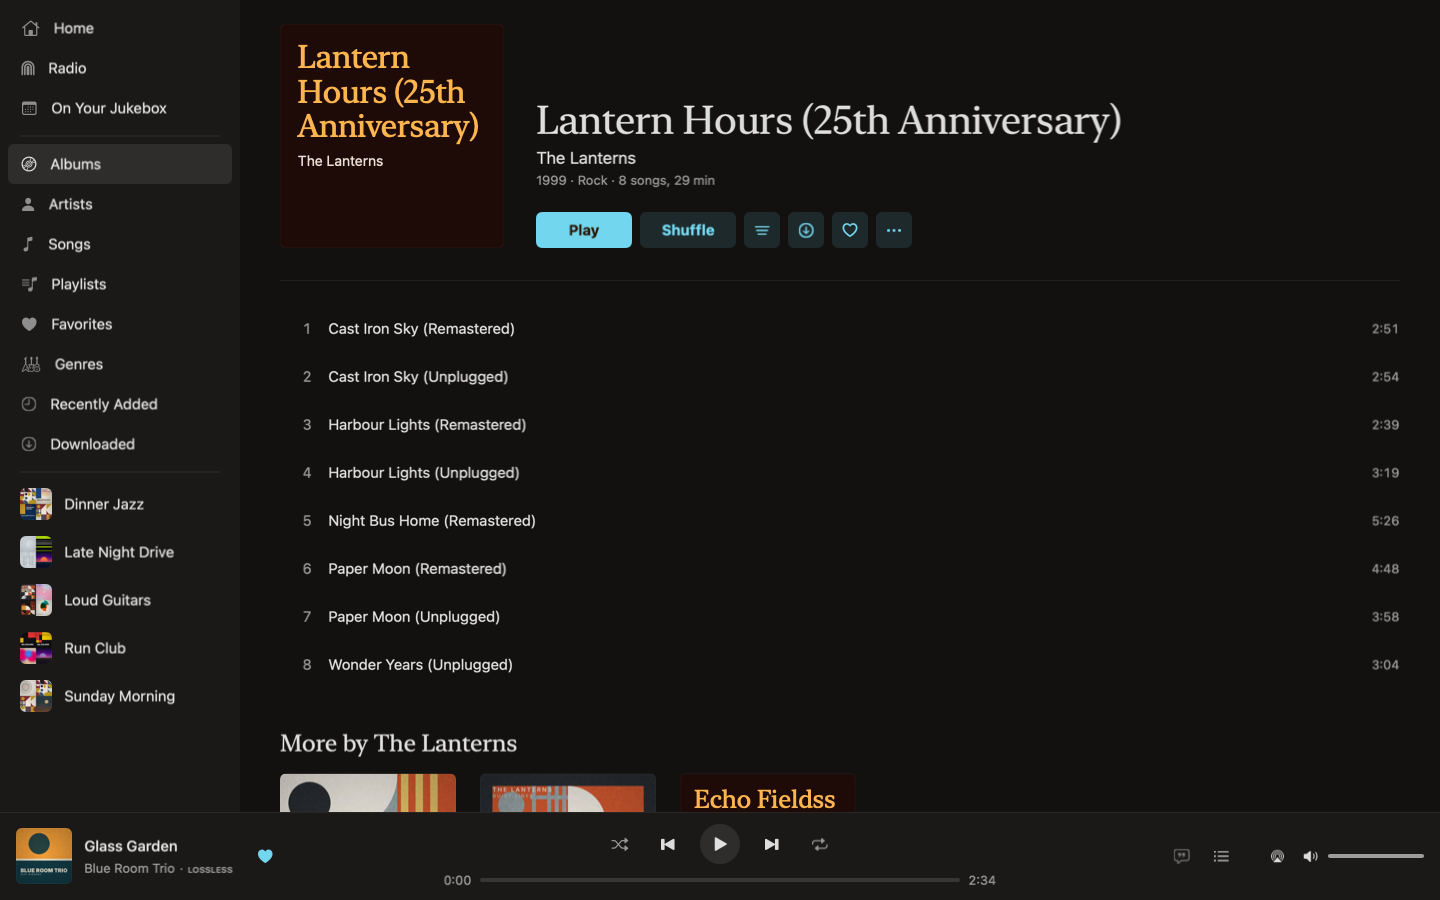 Home
Radio
On Your Jukebox
Albums
Artists
Songs
Playlists
Favorites
Genres
Recently Added
Downloaded
Dinner Jazz
Late Night Drive
Loud Guitars
Run Club
Sunday Morning
Lantern
Hours (25th
Anniversary)
The Lanterns
Lantern Hours (25th Anniversary)
The Lanterns
1999 · Rock · 8 songs, 29 min
Play
Shuffle
1 Cast Iron Sky (Remastered) 2:51
2 Cast Iron Sky (Unplugged) 2:54
3 Harbour Lights (Remastered) 2:39
4 Harbour Lights (Unplugged) 3:19
5 Night Bus Home (Remastered) 5:26
6 Paper Moon (Remastered) 4:48
7 Paper Moon (Unplugged) 3:58
8 Wonder Years (Unplugged) 3:04
More by The Lanterns
THE LANTERNS
Echo Fieldss
BLUE ROOM TRIO
Glass Garden
Blue Room Trio · LOSSLESS
0:00
2:34